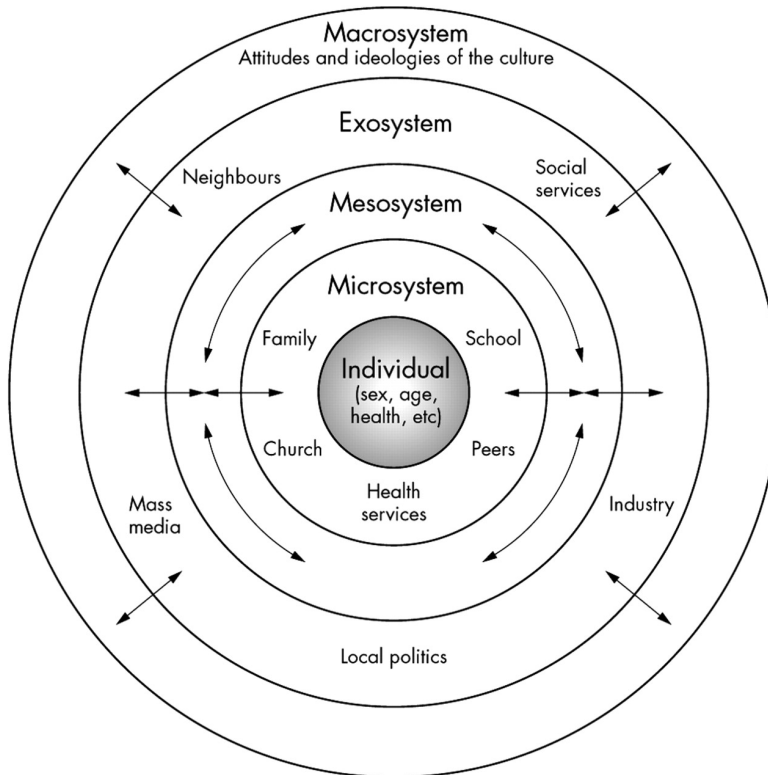 Macrosystem
Attitudes and ideologies of the culture
Exosystem
Neighbours
Social
services
Mesosystem
Microsystem
Family
School
Individual
(sex, age,
health, etc)
Church
Peers
Health
services
Mass
media
Industry
Local politics